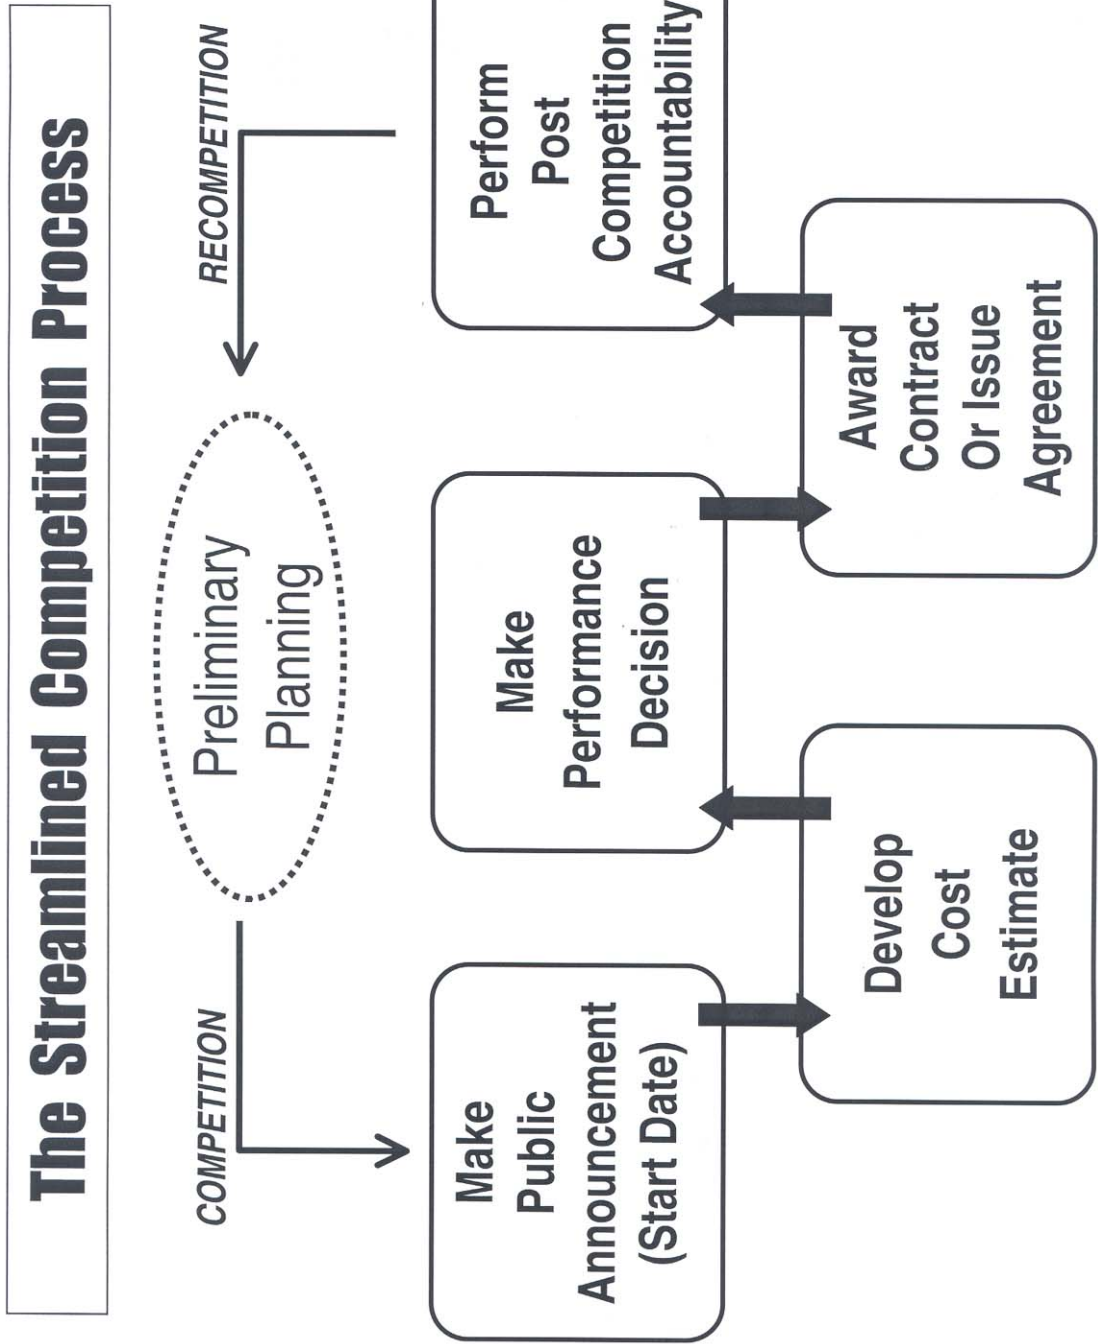 The Streamlined Competition Process
COMPETITION
RECOMPETITION
Preliminary
Planning
Make
Public
Announcement
(Start Date)
Develop
Cost
Estimate
Make
Performance
Decision
Award
Contract
Or Issue
Agreement
Perform
Post
Competition
Accountability